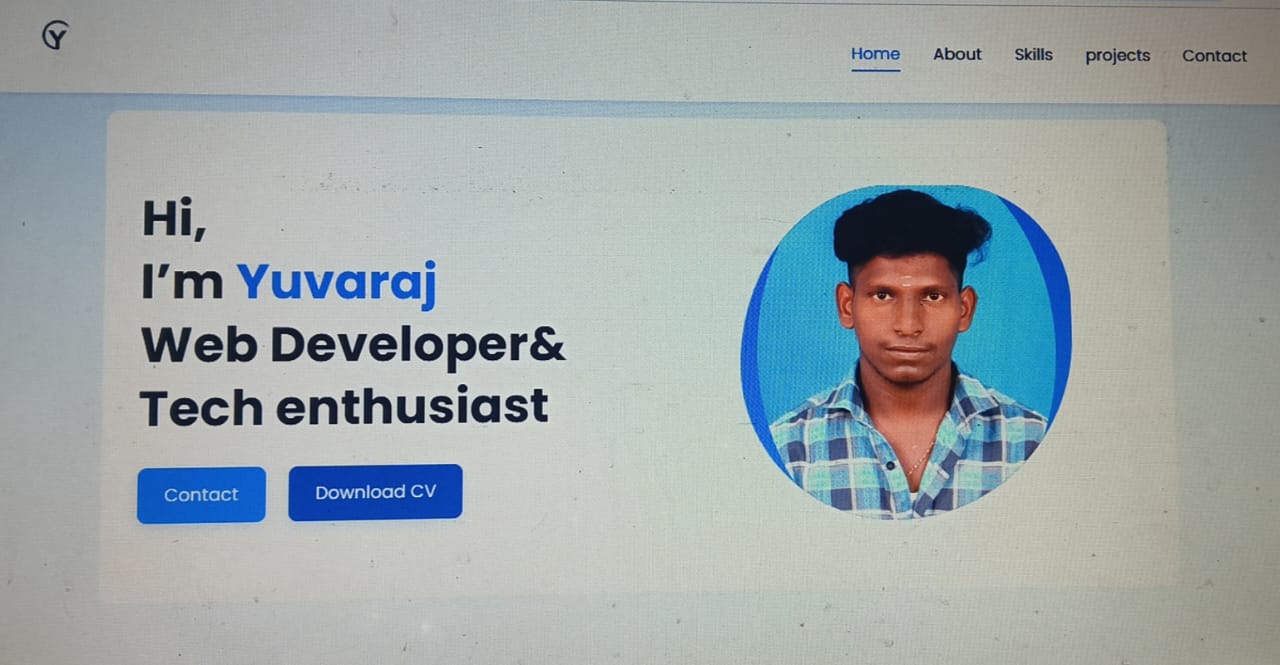 Y
Home About Skills projects Contact
Hi,
I’m Yuvaraj
Web Developer&
Tech enthusiast
Contact Download CV